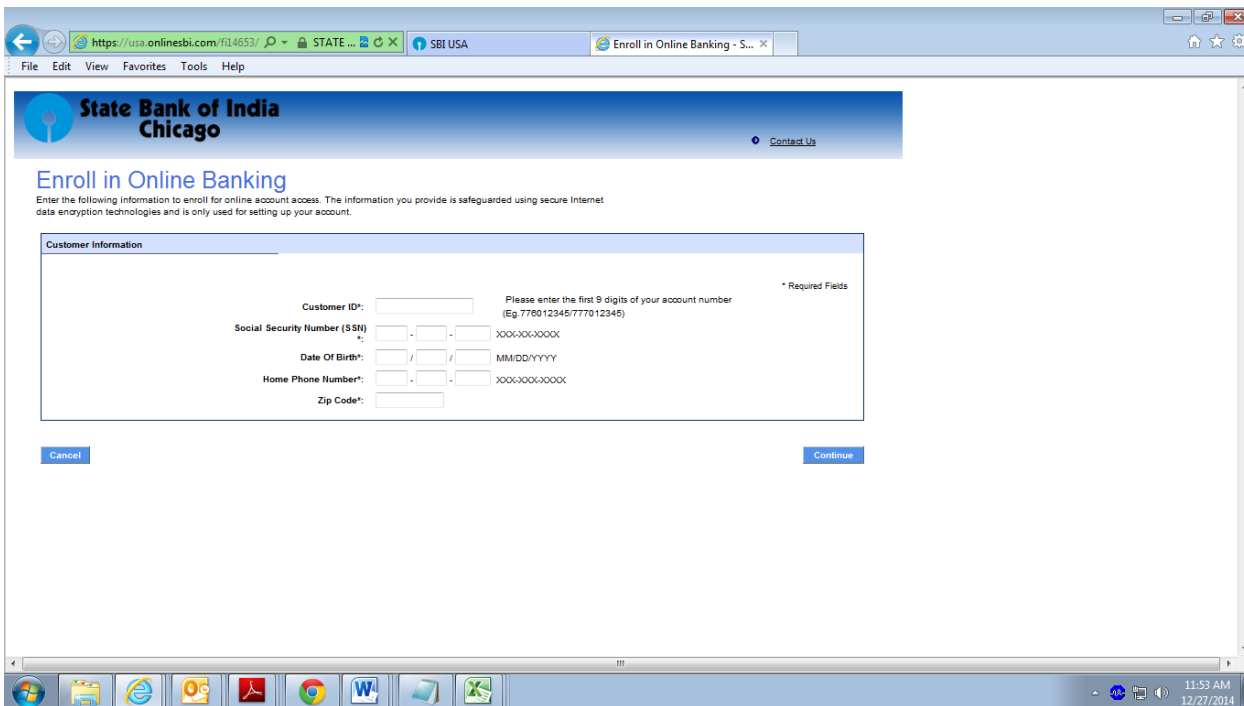 https://usa.onlinesbi.com/fi14653/ STATE ... SBI USA Enroll in Online Banking - S...
File Edit View Favorites Tools Help
State Bank of India
Chicago
Contact Us
Enroll in Online Banking
Enter the following information to enroll for online account access. The information you provide is safeguarded using secure Internet
data encryption technologies and is only used for setting up your account.
Customer Information
* Required Fields
Customer ID*: Please enter the first 9 digits of your account number
(Eg.776012345/777012345)
Social Security Number (SSN)
*: - - XXX-XX-XXXX
Date Of Birth*: / / MM/DD/YYYY
Home Phone Number*: - - XXX-XXX-XXXX
Zip Code*:
Cancel Continue
11:53 AM
12/27/2014